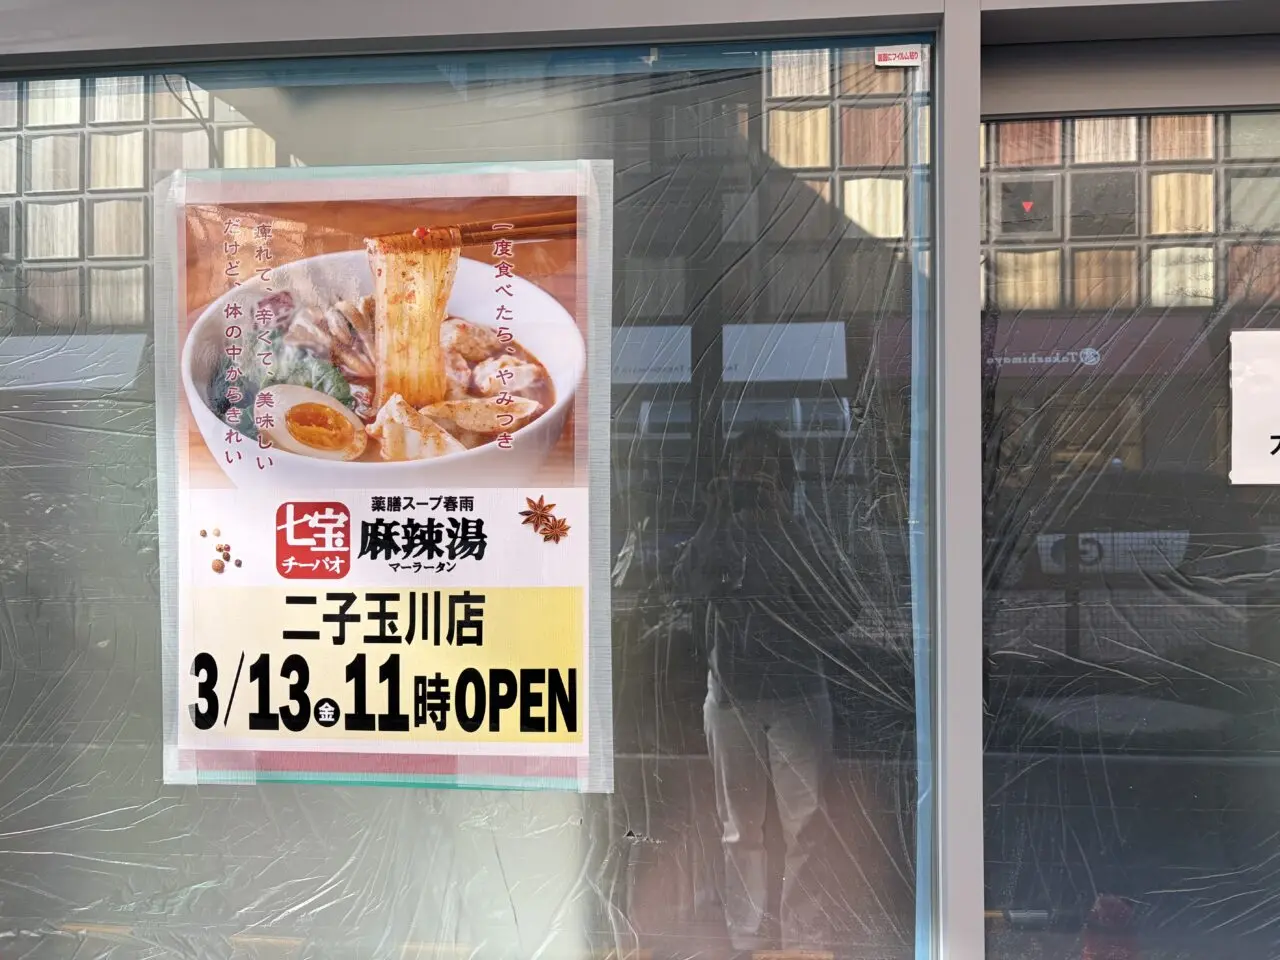 一度食べたら、やみつき
痺れて、辛くて、美味しい
だけど、体の中からきれい
七宝
チーパオ
薬膳スープ春雨
麻辣湯
マーラータン
二子玉川店
3/13金 11時OPEN
Takashimaya